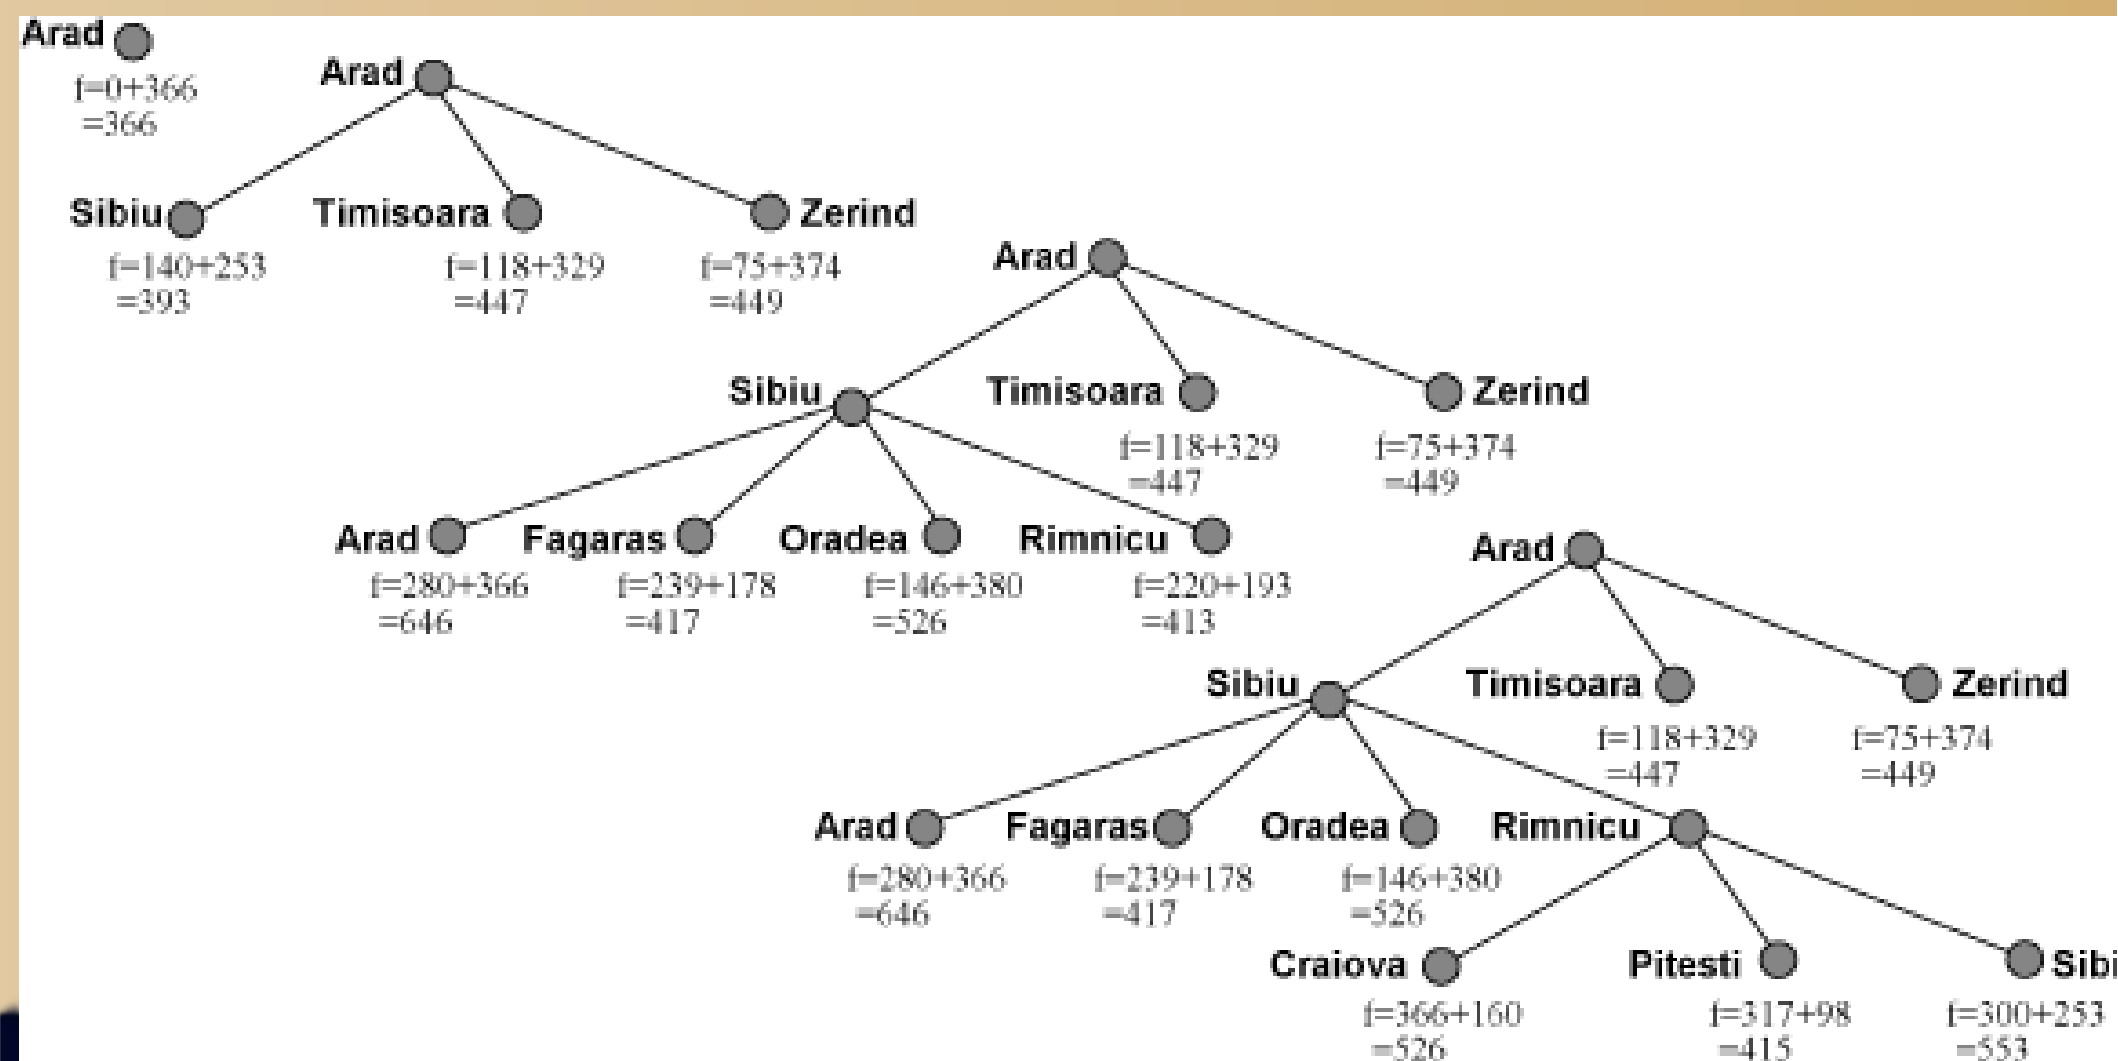 Arad
f=0+366
=366
Arad
Sibiu
Timisoara
Zerind
f=140+253
=393
f=118+329
=447
f=75+374
=449
Arad
Sibiu
Timisoara
Zerind
f=118+329
=447
f=75+374
=449
Arad
Fagaras
Oradea
Rimnicu
f=280+366
=646
f=239+178
=417
f=146+380
=526
f=220+193
=413
Arad
Sibiu
Timisoara
Zerind
f=118+329
=447
f=75+374
=449
Arad
Fagaras
Oradea
Rimnicu
f=280+366
=646
f=239+178
=417
f=146+380
=526
Craiova
Pitesti
Sibi
f=366+160
=526
f=317+98
=415
f=300+253
=553